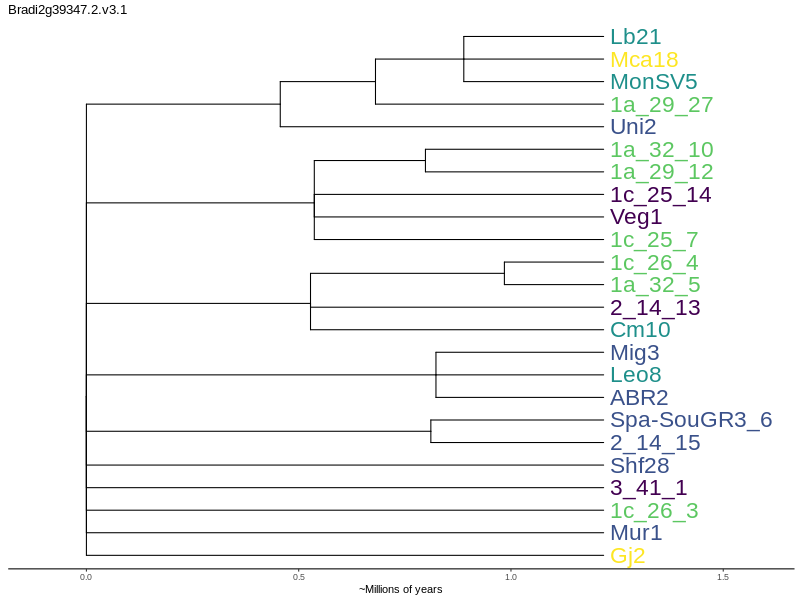 Bradi2g39347.2.v3.1
Lb21
Mca18
MonSV5
1a_29_27
Uni2
1a_32_10
1a_29_12
1c_25_14
Veg1
1c_25_7
1c_26_4
1a_32_5
2_14_13
Cm10
Mig3
Leo8
ABR2
Spa-SouGR3_6
2_14_15
Shf28
3_41_1
1c_26_3
Mur1
Gj2
0.0 0.5 1.0 1.5
~Millions of years